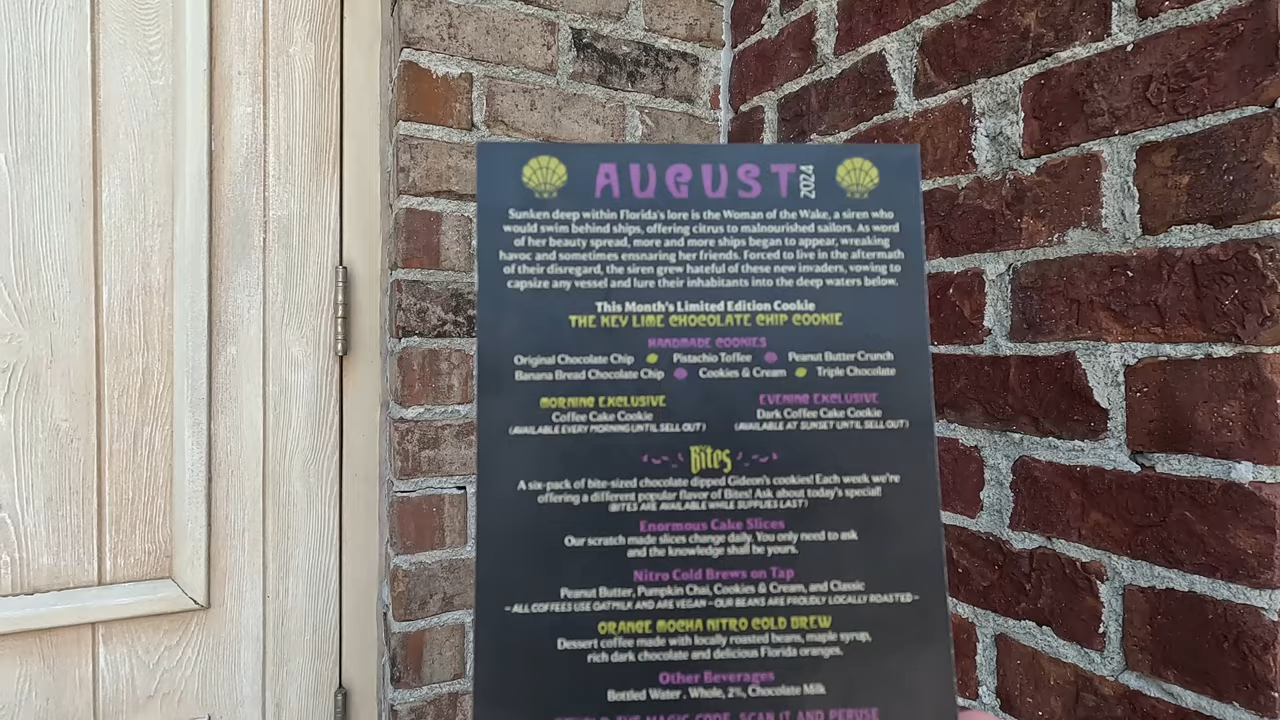 AUGUST 2024
Sunken deep within Florida's lore is the Woman of the Wake, a siren who
would swim behind ships, offering citrus to malnourished sailors. As word
of her beauty spread, more and more ships began to appear, wreaking
havoc and sometimes ensnaring her friends. Forced to live in the aftermath
of their disregard, the siren grew hateful of these new invaders, vowing to
capsize any vessel and lure their inhabitants into the deep waters below.
This Month's Limited Edition Cookie
THE KEY LIME CHOCOLATE CHIP COOKIE
HANDMADE COOKIES
Original Chocolate Chip Pistachio Toffee Peanut Butter Crunch
Banana Bread Chocolate Chip Cookies & Cream Triple Chocolate
MORNING EXCLUSIVE EVENING EXCLUSIVE
Coffee Cake Cookie Dark Coffee Cake Cookie
(AVAILABLE EVERY MORNING UNTIL SELL OUT) (AVAILABLE AT SUNSET UNTIL SELL OUT)
Bites
A six-pack of bite-sized chocolate dipped Gideon's cookies! Each week we're
offering a different popular flavor of Bites! Ask about today's special!
(BITES ARE AVAILABLE WHILE SUPPLIES LAST)
Enormous Cake Slices
Our scratch made slices change daily. You only need to ask
and the knowledge shall be yours.
Nitro Cold Brews on Tap
Peanut Butter, Pumpkin Chai, Cookies & Cream, and Classic
- ALL COFFEES USE OATMILK AND ARE VEGAN - OUR BEANS ARE PROUDLY LOCALLY ROASTED -
ORANGE MOCHA NITRO COLD BREW
Dessert coffee made with locally roasted beans, maple syrup,
rich dark chocolate and delicious Florida oranges.
Other Beverages
Bottled Water . Whole, 2%, Chocolate Milk
THE MAGIC CODE, SCAN IT AND PERUSE